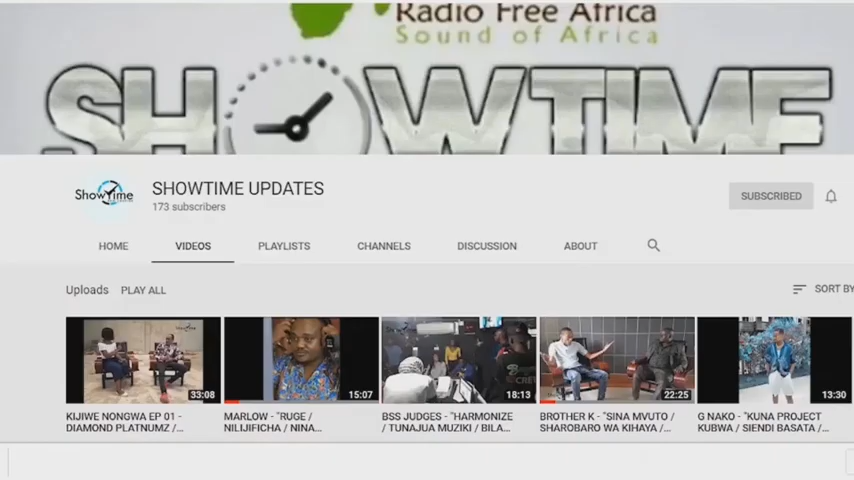 Radio Free Africa
Sound of Africa
SHOWTIME
ShowTime
SHOWTIME UPDATES
173 subscribers
SUBSCRIBED
HOME VIDEOS PLAYLISTS CHANNELS DISCUSSION ABOUT
Uploads PLAY ALL
SORT BY
33:08
15:07
18:13
22:25
13:30
KIJIWE NONGWA EP 01 -
DIAMOND PLATNUMZ /...
MARLOW - "RUGE /
NILIJIFICHA / NINA...
BSS JUDGES - "HARMONIZE
/ TUNAJUA MUZIKI / BILA...
BROTHER K - "SINA MVUTO /
SHAROBARO WA KIHAYA /...
G NAKO - "KUNA PROJECT
KUBWA / SIENDI BASATA /...